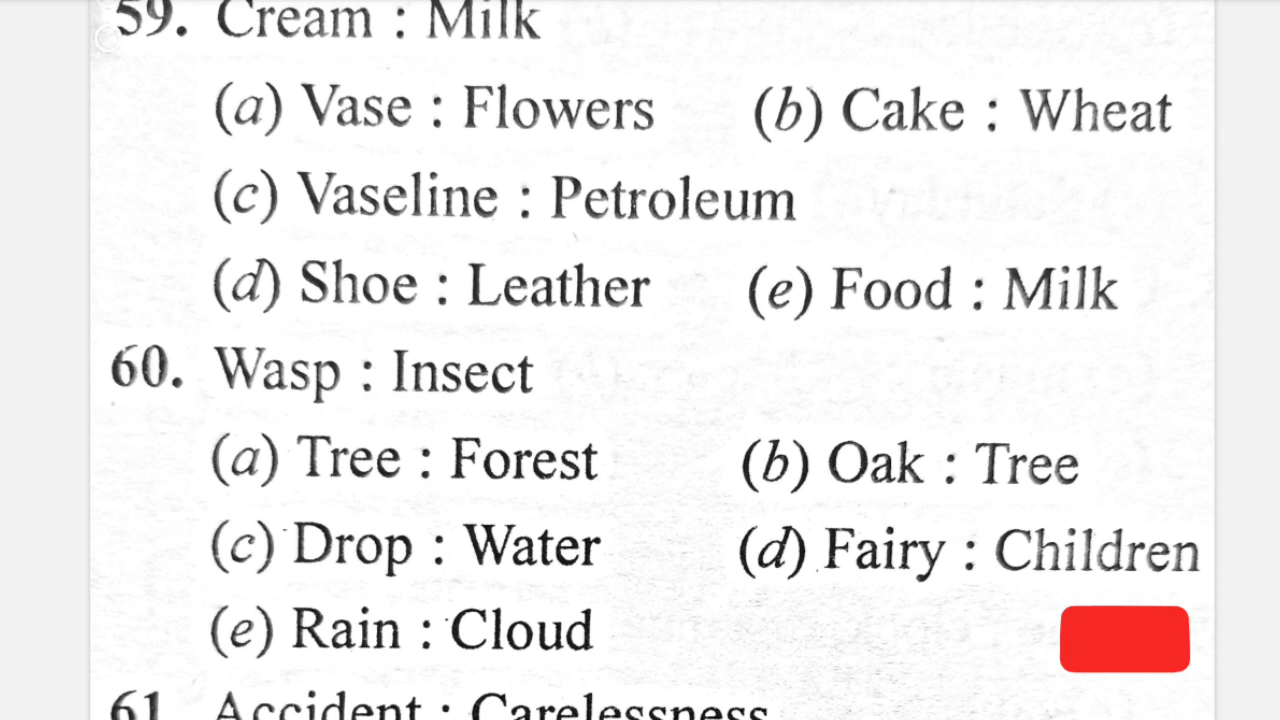 59. Cream : Milk
(a) Vase : Flowers (b) Cake : Wheat
(c) Vaseline : Petroleum
(d) Shoe : Leather (e) Food : Milk
60. Wasp : Insect
(a) Tree : Forest (b) Oak : Tree
(c) Drop : Water (d) Fairy : Children
(e) Rain : Cloud
61 Accident : Carelessness